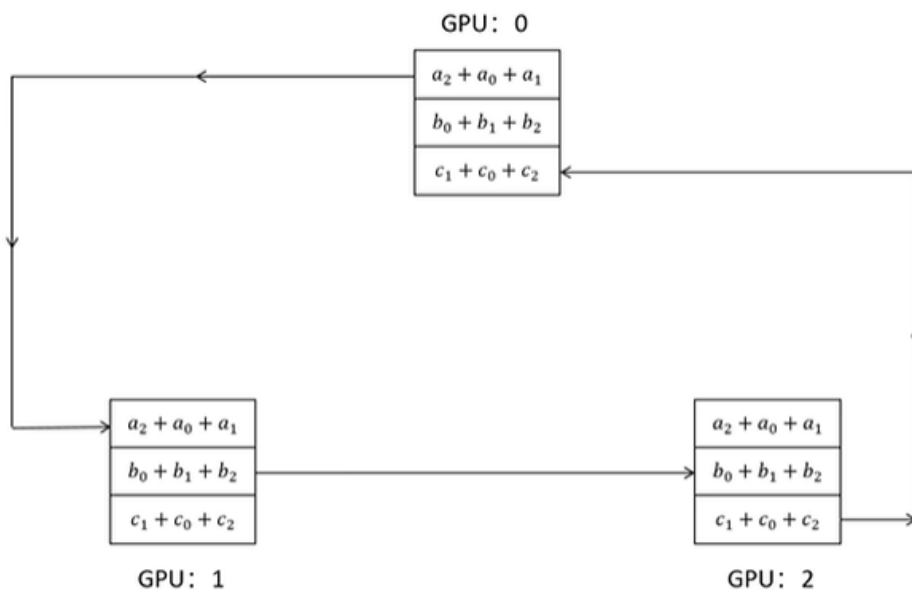 GPU：0
a₂ + a₀ + a₁
b₀ + b₁ + b₂
c₁ + c₀ + c₂
a₂ + a₀ + a₁
b₀ + b₁ + b₂
c₁ + c₀ + c₂
GPU：1
a₂ + a₀ + a₁
b₀ + b₁ + b₂
c₁ + c₀ + c₂
GPU：2